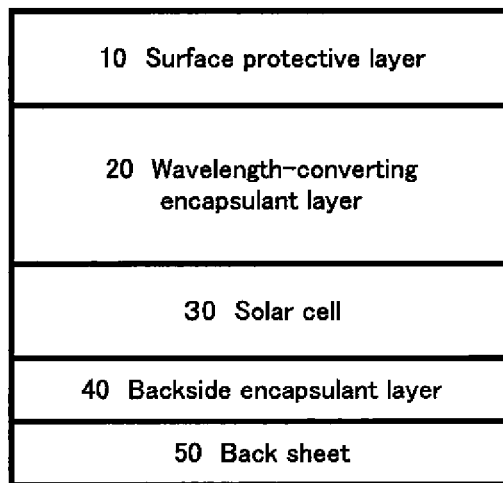 10 Surface protective layer
20 Wavelength-converting
encapsulant layer
30 Solar cell
40 Backside encapsulant layer
50 Back sheet